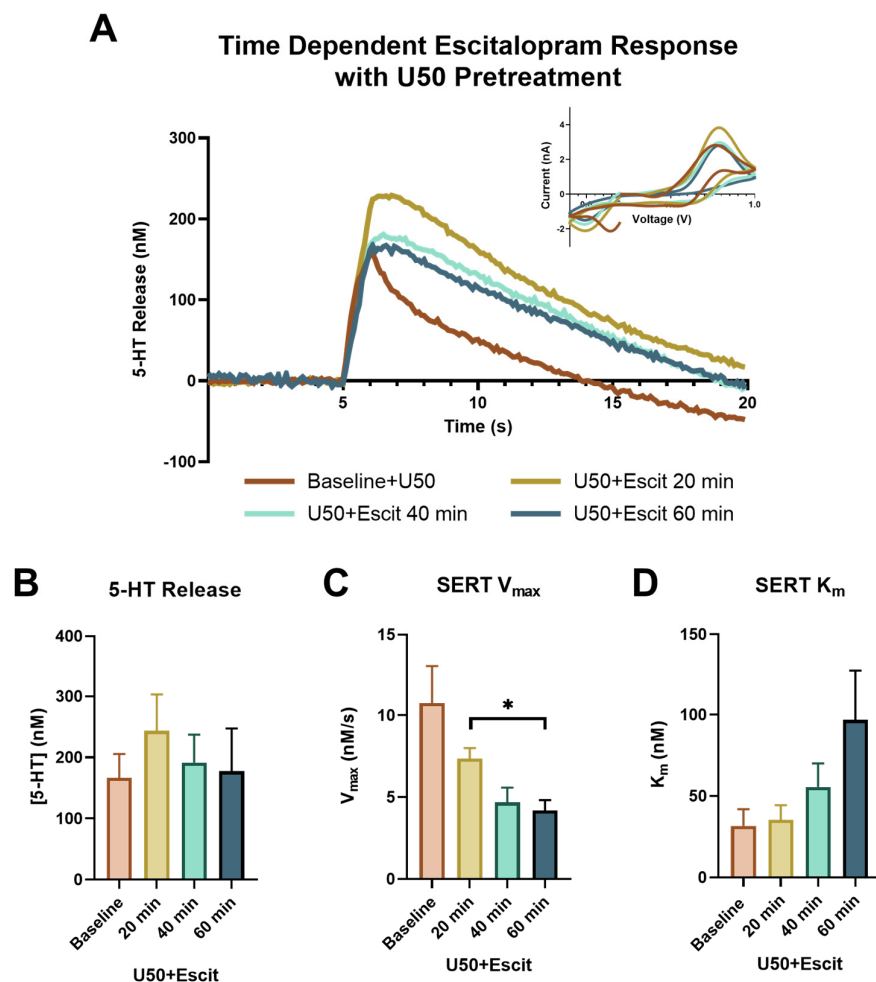 A
Time Dependent Escitalopram Response
with U50 Pretreatment
300
200
100
0
-100
5-HT Release (nM)
5
10
15
20
Time (s)
4
2
0
-2
Current (nA)
0.0
1.0
Voltage (V)
Baseline+U50
U50+Escit 20 min
U50+Escit 40 min
U50+Escit 60 min
B
5-HT Release
400
300
200
100
0
[5-HT] (nM)
Baseline
20 min
40 min
60 min
U50+Escit
C
SERT Vmax
15
10
5
0
Vmax (nM/s)
*
Baseline
20 min
40 min
60 min
U50+Escit
D
SERT Km
150
100
50
0
Km (nM)
Baseline
20 min
40 min
60 min
U50+Escit